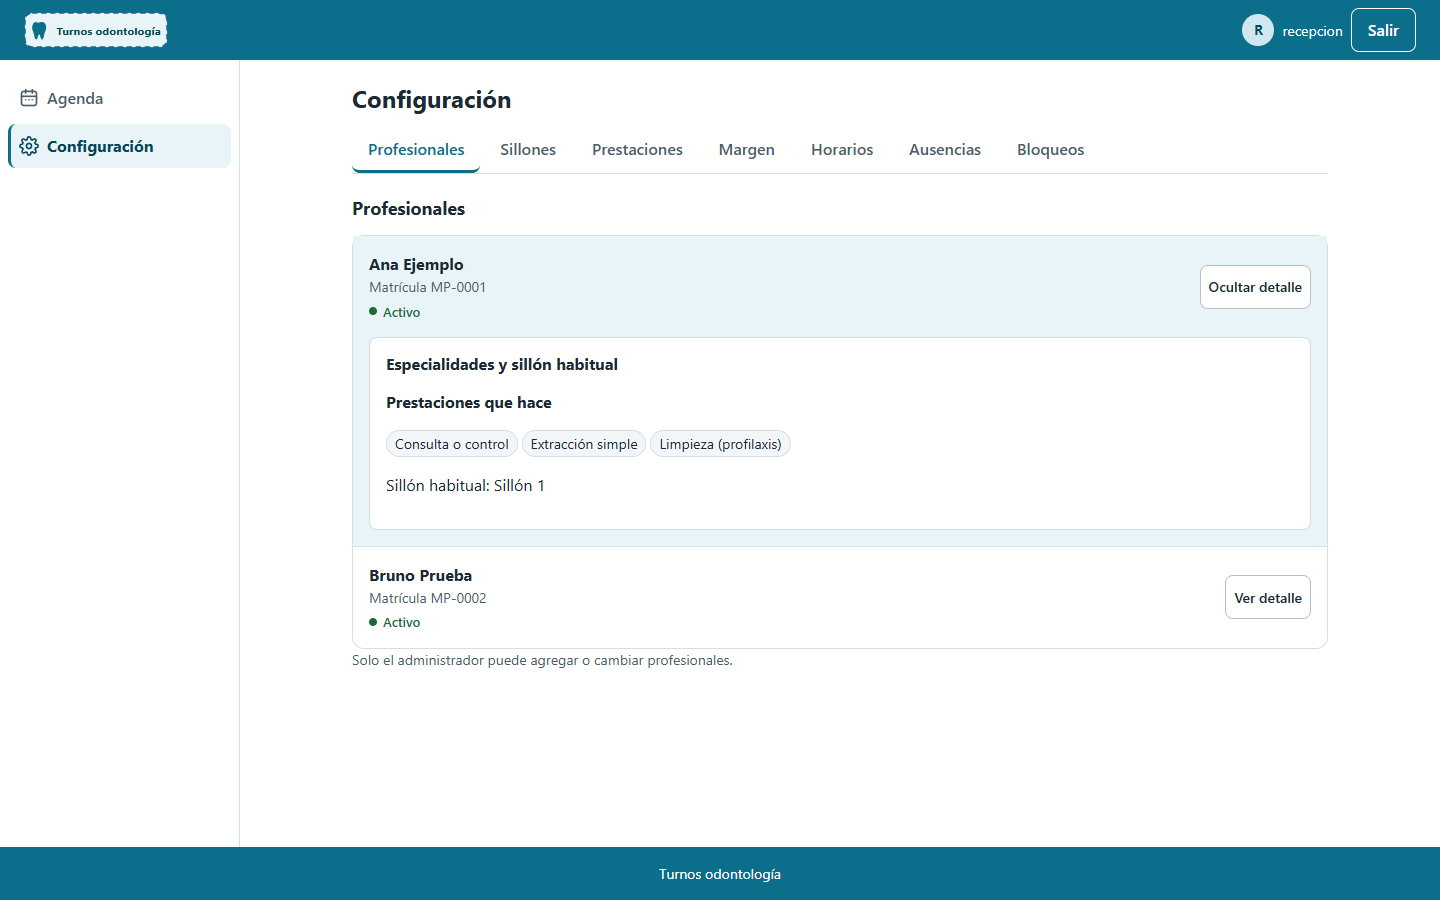 Turnos odontología
R
recepcion
Salir
Agenda
Configuración
Configuración
Profesionales
Sillones
Prestaciones
Margen
Horarios
Ausencias
Bloqueos
Profesionales
Ana Ejemplo
Matrícula MP-0001
Activo
Ocultar detalle
Especialidades y sillón habitual
Prestaciones que hace
Consulta o control
Extracción simple
Limpieza (profilaxis)
Sillón habitual: Sillón 1
Bruno Prueba
Matrícula MP-0002
Activo
Ver detalle
Solo el administrador puede agregar o cambiar profesionales.
Turnos odontología